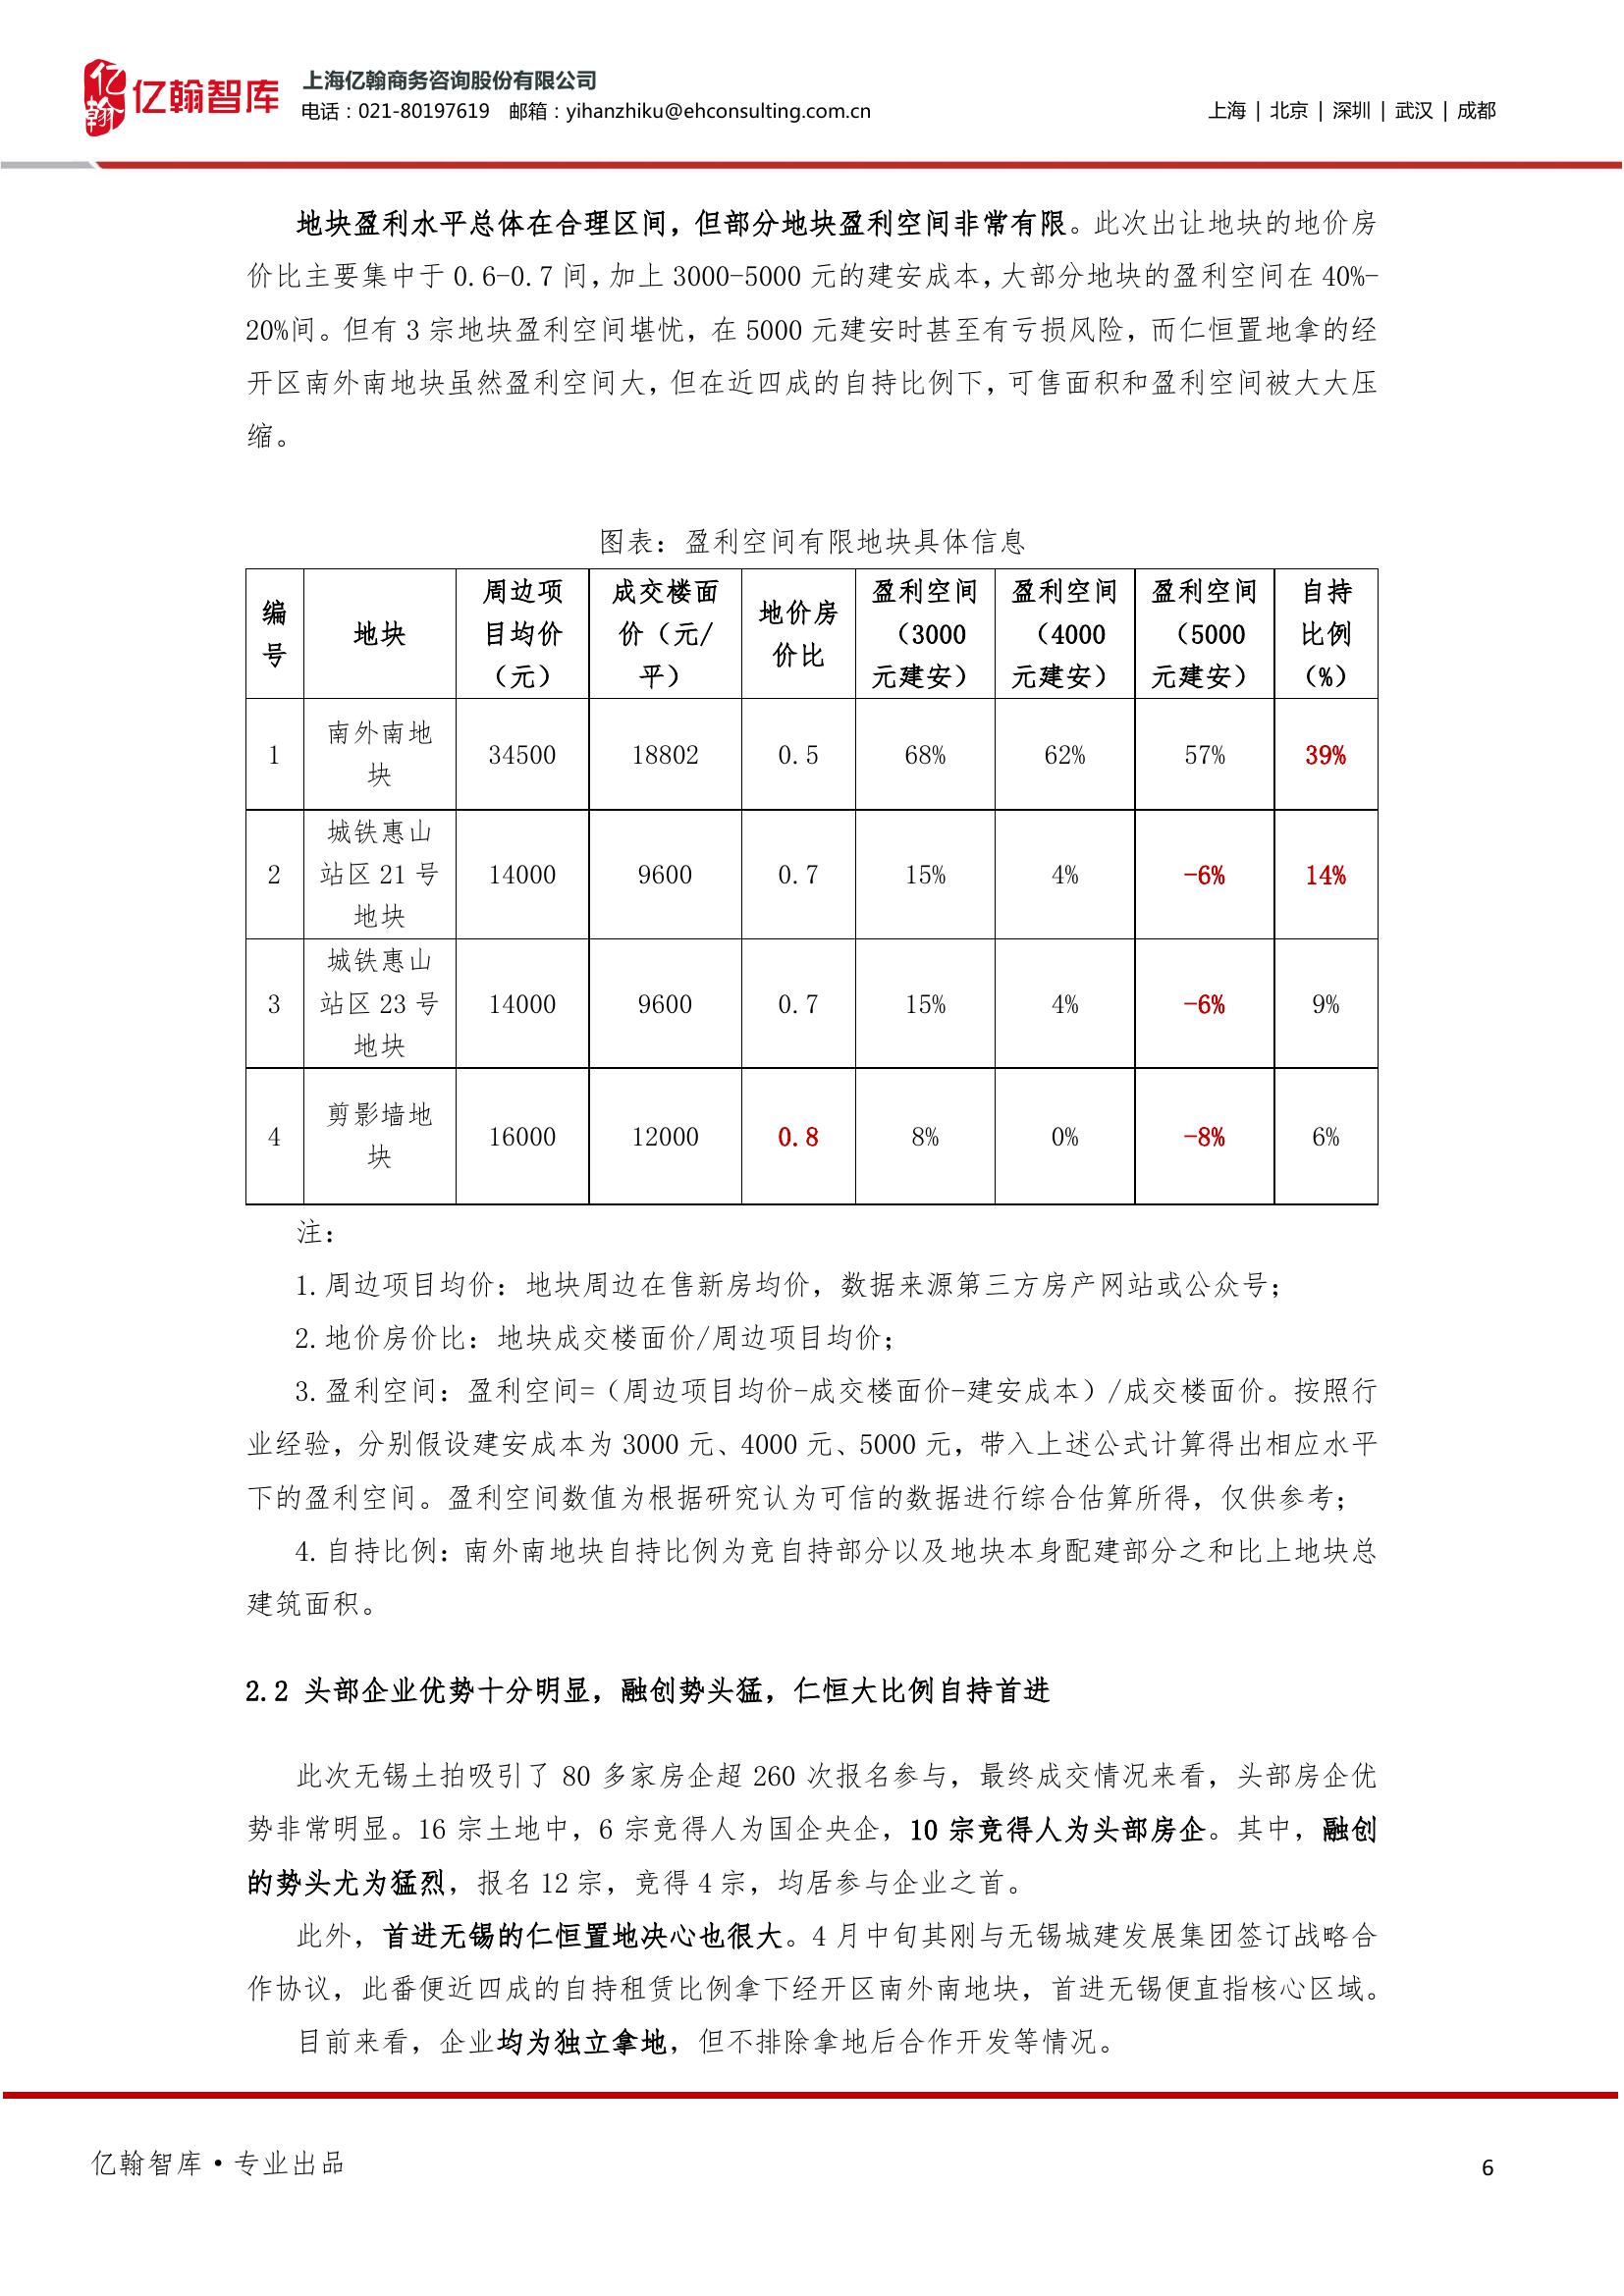 亿翰
亿翰智库
上海亿翰商务咨询股份有限公司
电话：021-80197619 邮箱：yihanzhiku@ehconsulting.com.cn
上海 | 北京 | 深圳 | 武汉 | 成都
地块盈利水平总体在合理区间，但部分地块盈利空间非常有限。此次出让地块的地价房
价比主要集中于 0.6-0.7 间，加上 3000-5000 元的建安成本，大部分地块的盈利空间在 40%-
20%间。但有 3 宗地块盈利空间堪忧，在 5000 元建安时甚至有亏损风险，而仁恒置地拿的经
开区南外南地块虽然盈利空间大，但在近四成的自持比例下，可售面积和盈利空间被大大压
缩。
图表：盈利空间有限地块具体信息
编号 地块 周边项目均价（元） 成交楼面价（元/平） 地价房价比 盈利空间（3000元建安） 盈利空间（4000元建安） 盈利空间（5000元建安） 自持比例（%）
1 南外南地块 34500 18802 0.5 68% 62% 57% 39%
2 城铁惠山站区 21 号地块 14000 9600 0.7 15% 4% -6% 14%
3 城铁惠山站区 23 号地块 14000 9600 0.7 15% 4% -6% 9%
4 剪影墙地块 16000 12000 0.8 8% 0% -8% 6%
注：
1.周边项目均价：地块周边在售新房均价，数据来源第三方房产网站或公众号；
2.地价房价比：地块成交楼面价/周边项目均价；
3.盈利空间：盈利空间=（周边项目均价-成交楼面价-建安成本）/成交楼面价。按照行
业经验，分别假设建安成本为 3000 元、4000 元、5000 元，带入上述公式计算得出相应水平
下的盈利空间。盈利空间数值为根据研究认为可信的数据进行综合估算所得，仅供参考；
4.自持比例：南外南地块自持比例为竞自持部分以及地块本身配建部分之和比上地块总
建筑面积。
2.2 头部企业优势十分明显，融创势头猛，仁恒大比例自持首进
此次无锡土拍吸引了 80 多家房企超 260 次报名参与，最终成交情况来看，头部房企优
势非常明显。16 宗土地中，6 宗竞得人为国企央企，10 宗竞得人为头部房企。其中，融创
的势头尤为猛烈，报名 12 宗，竞得 4 宗，均居参与企业之首。
此外，首进无锡的仁恒置地决心也很大。4 月中旬其刚与无锡城建发展集团签订战略合
作协议，此番便近四成的自持租赁比例拿下经开区南外南地块，首进无锡便直指核心区域。
目前来看，企业均为独立拿地，但不排除拿地后合作开发等情况。
亿翰智库·专业出品
6